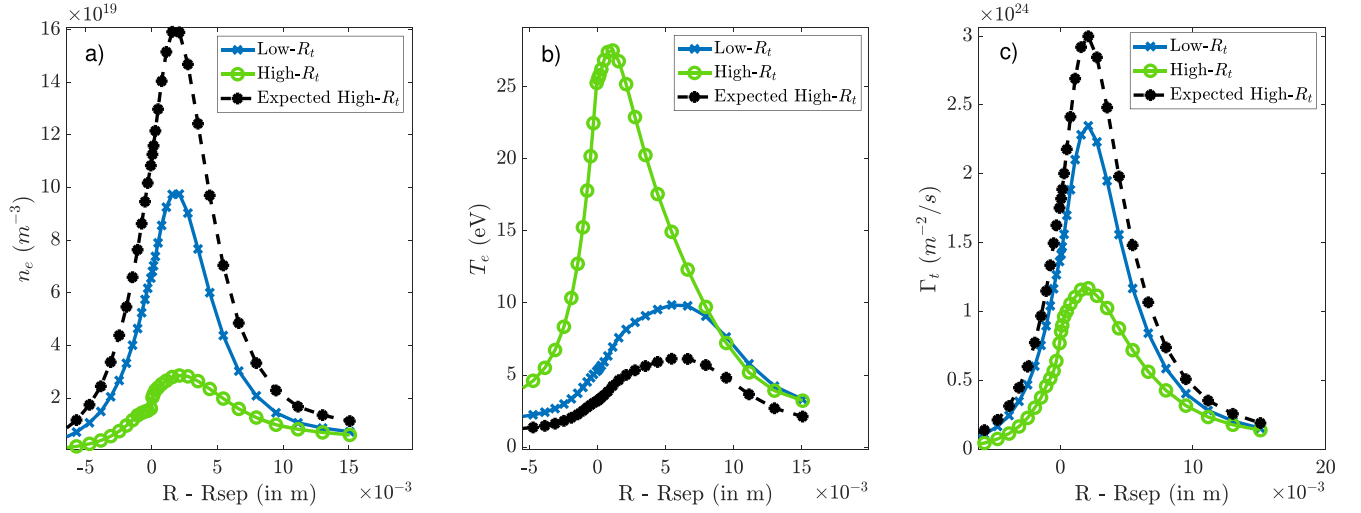 ×10^{19}
a)
Low-R_t
High-R_t
Expected High-R_t
16
14
12
10
8
6
4
2
n_e (m^{-3})
-5
0
5
10
15
R - Rsep (in m)
×10^{-3}
b)
Low-R_t
High-R_t
Expected High-R_t
25
20
15
10
5
0
T_e (eV)
-5
0
5
10
15
R - Rsep (in m)
×10^{-3}
×10^{24}
c)
Low-R_t
High-R_t
Expected High-R_t
3
2.5
2
1.5
1
0.5
0
Γ_t (m^{-2}/s)
0
10
20
R - Rsep (in m)
×10^{-3}